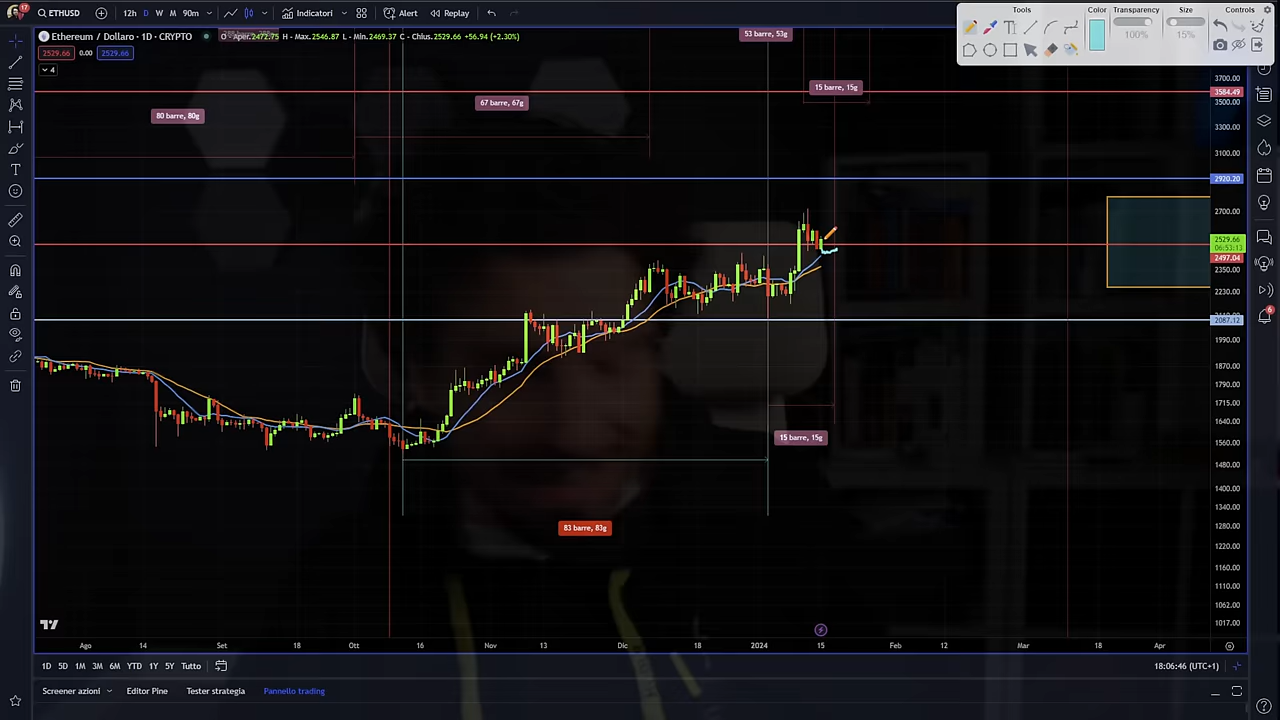 17
ETHUSD
12h D W M 90m
Indicatori
Alert
Replay
Tools Transparency Controls
Color Size
100% 15%
Ethereum / Dollaro · 1D · CRYPTO O - Aper.2472.75 H - Max.2546.87 L - Min.2469.37 C - Chius.2529.66 +56.94 (+2.30%)
2529.66 0.00 2529.66
4
53 barre, 53g
15 barre, 15g
67 barre, 67g
80 barre, 80g
15 barre, 15g
83 barre, 83g
3700.00
3584.49
3500.00
3300.00
3100.00
2920.20
2700.00
2529.66
06:53:13
2497.04
2350.00
2230.00
2087.12
1990.00
1870.00
1790.00
1715.00
1640.00
1560.00
1480.00
1400.00
1340.00
1280.00
1220.00
1160.00
1110.00
1062.00
1017.00
6
Ago 14 Set 18 Ott 16 Nov 13 Dic 18 2024 15 Feb 12 Mar 18 Apr
1D 5D 1M 3M 6M YTD 1Y 5Y Tutto
18:06:46 (UTC+1)
Screener azioni Editor Pine Tester strategia Pannello trading